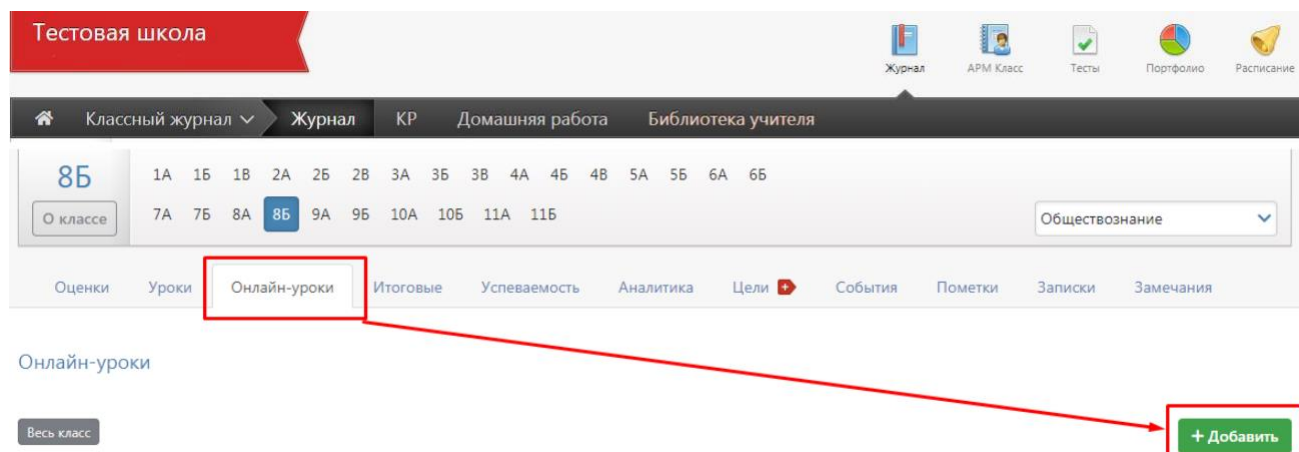 Тестовая школа
Журнал АРМ Класс Тесты Портфолио Расписание
Классный журнал Журнал КР Домашняя работа Библиотека учителя
8Б 1А 1Б 1В 2А 2Б 2В 3А 3Б 3В 4А 4Б 4В 5А 5Б 6А 6Б
О классе 7А 7Б 8А 8Б 9А 9Б 10А 10Б 11А 11Б Обществознание
Оценки Уроки Онлайн-уроки Итоговые Успеваемость Аналитика Цели События Пометки Записки Замечания
Онлайн-уроки
Весь класс + Добавить